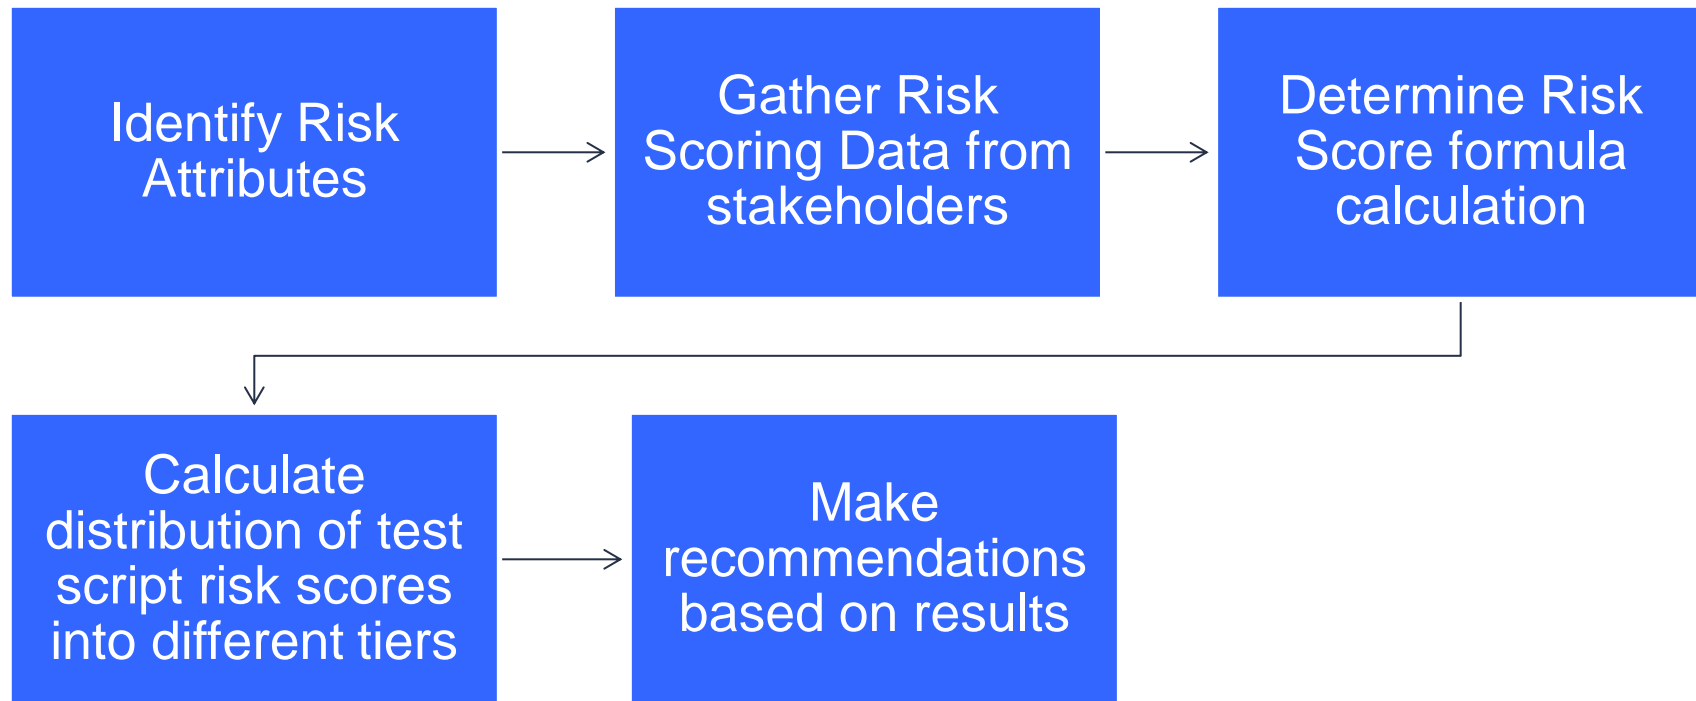 Identify Risk
Attributes
Gather Risk
Scoring Data from
stakeholders
Determine Risk
Score formula
calculation
Calculate
distribution of test
script risk scores
into different tiers
Make
recommendations
based on results